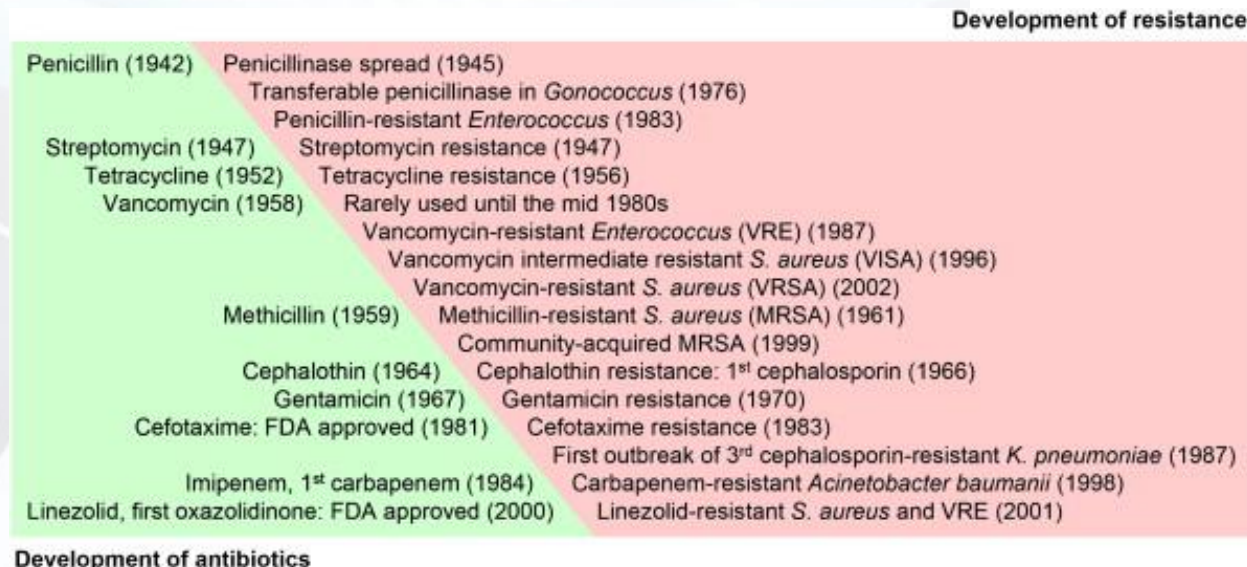 Development of resistance
Penicillin (1942) Penicillinase spread (1945)
Transferable penicillinase in Gonococcus (1976)
Penicillin-resistant Enterococcus (1983)
Streptomycin (1947) Streptomycin resistance (1947)
Tetracycline (1952) Tetracycline resistance (1956)
Vancomycin (1958) Rarely used until the mid 1980s
Vancomycin-resistant Enterococcus (VRE) (1987)
Vancomycin intermediate resistant S. aureus (VISA) (1996)
Vancomycin-resistant S. aureus (VRSA) (2002)
Methicillin (1959) Methicillin-resistant S. aureus (MRSA) (1961)
Community-acquired MRSA (1999)
Cephalothin (1964) Cephalothin resistance: 1st cephalosporin (1966)
Gentamicin (1967) Gentamicin resistance (1970)
Cefotaxime: FDA approved (1981) Cefotaxime resistance (1983)
First outbreak of 3rd cephalosporin-resistant K. pneumoniae (1987)
Imipenem, 1st carbapenem (1984) Carbapenem-resistant Acinetobacter baumanii (1998)
Linezolid, first oxazolidinone: FDA approved (2000) Linezolid-resistant S. aureus and VRE (2001)
Development of antibiotics